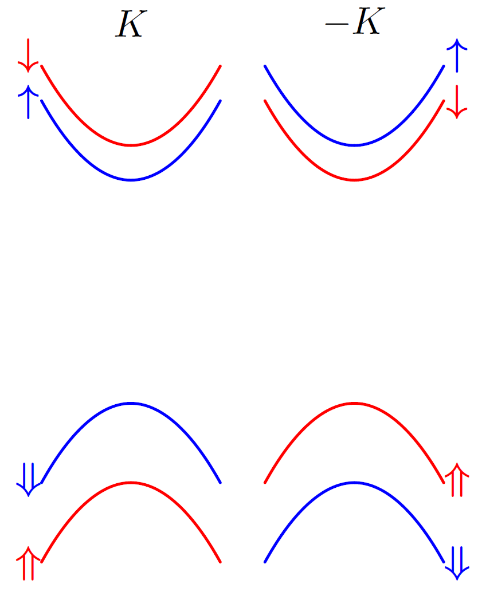 K −K
↓ ↑
↑ ↓
⇓ ⇑
⇑ ⇓